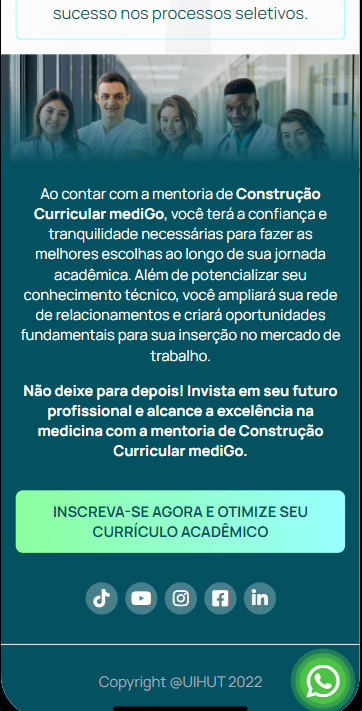 sucesso nos processos seletivos.
Ao contar com a mentoria de Construção
Curricular mediGo, você terá a confiança e
tranquilidade necessárias para fazer as
melhores escolhas ao longo de sua jornada
acadêmica. Além de potencializar seu
conhecimento técnico, você ampliará sua rede
de relacionamentos e criará oportunidades
fundamentais para sua inserção no mercado de
trabalho.
Não deixe para depois! Invista em seu futuro
profissional e alcance a excelência na
medicina com a mentoria de Construção
Curricular mediGo.
INSCREVA-SE AGORA E OTIMIZE SEU
CURRÍCULO ACADÊMICO
Copyright @UIHUT 2022